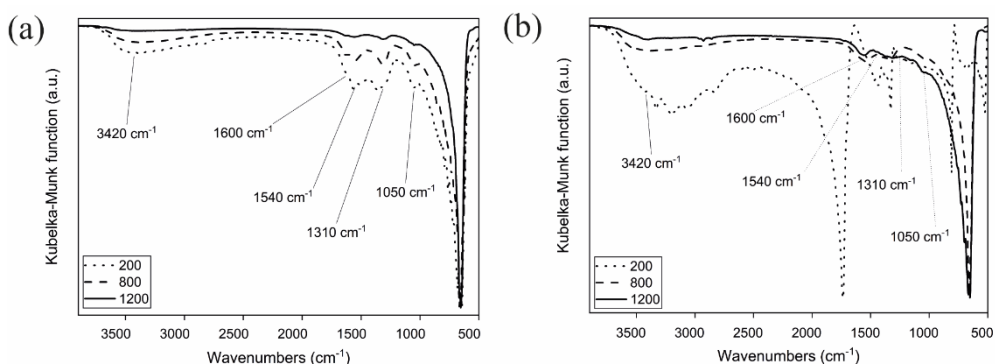 (a)
Kubelka-Munk function (a.u.)
3420 cm⁻¹
1600 cm⁻¹
1540 cm⁻¹
1310 cm⁻¹
1050 cm⁻¹
200
800
1200
3500 3000 2500 2000 1500 1000 500
Wavenumbers (cm⁻¹)
(b)
Kubelka-Munk function (a.u.)
3420 cm⁻¹
1600 cm⁻¹
1540 cm⁻¹
1310 cm⁻¹
1050 cm⁻¹
200
800
1200
3500 3000 2500 2000 1500 1000 500
Wavenumbers (cm⁻¹)